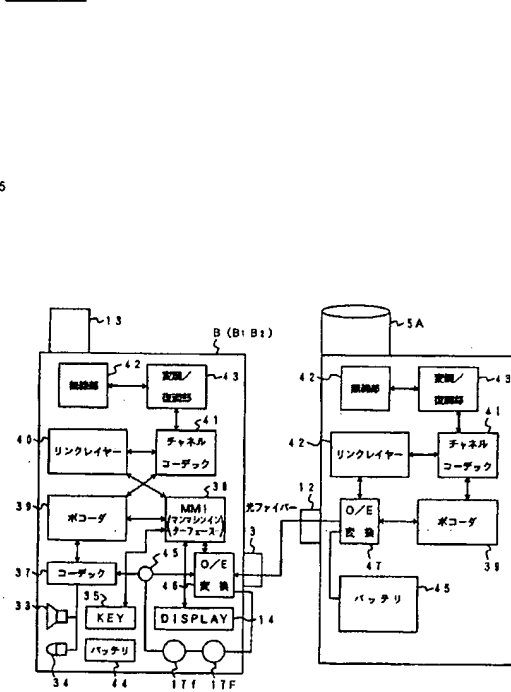 5
13
B (B1 B2)
5A
42
無線部
変調/
復調部
43
41
40
リンクレイヤー
チャネル
コーデック
38
39
ボコーダ
MMI
マンマシンイン
ターフェース
光ファイバー
37
コーデック
45
46
O/E
変換
3
33
35
KEY
DISPLAY
14
34
バッテリ
44
17f
17F
42
無線部
変調/
復調部
43
41
42
リンクレイヤー
チャネル
コーデック
12
O/E
変換
47
ボコーダ
39
バッテリ
45